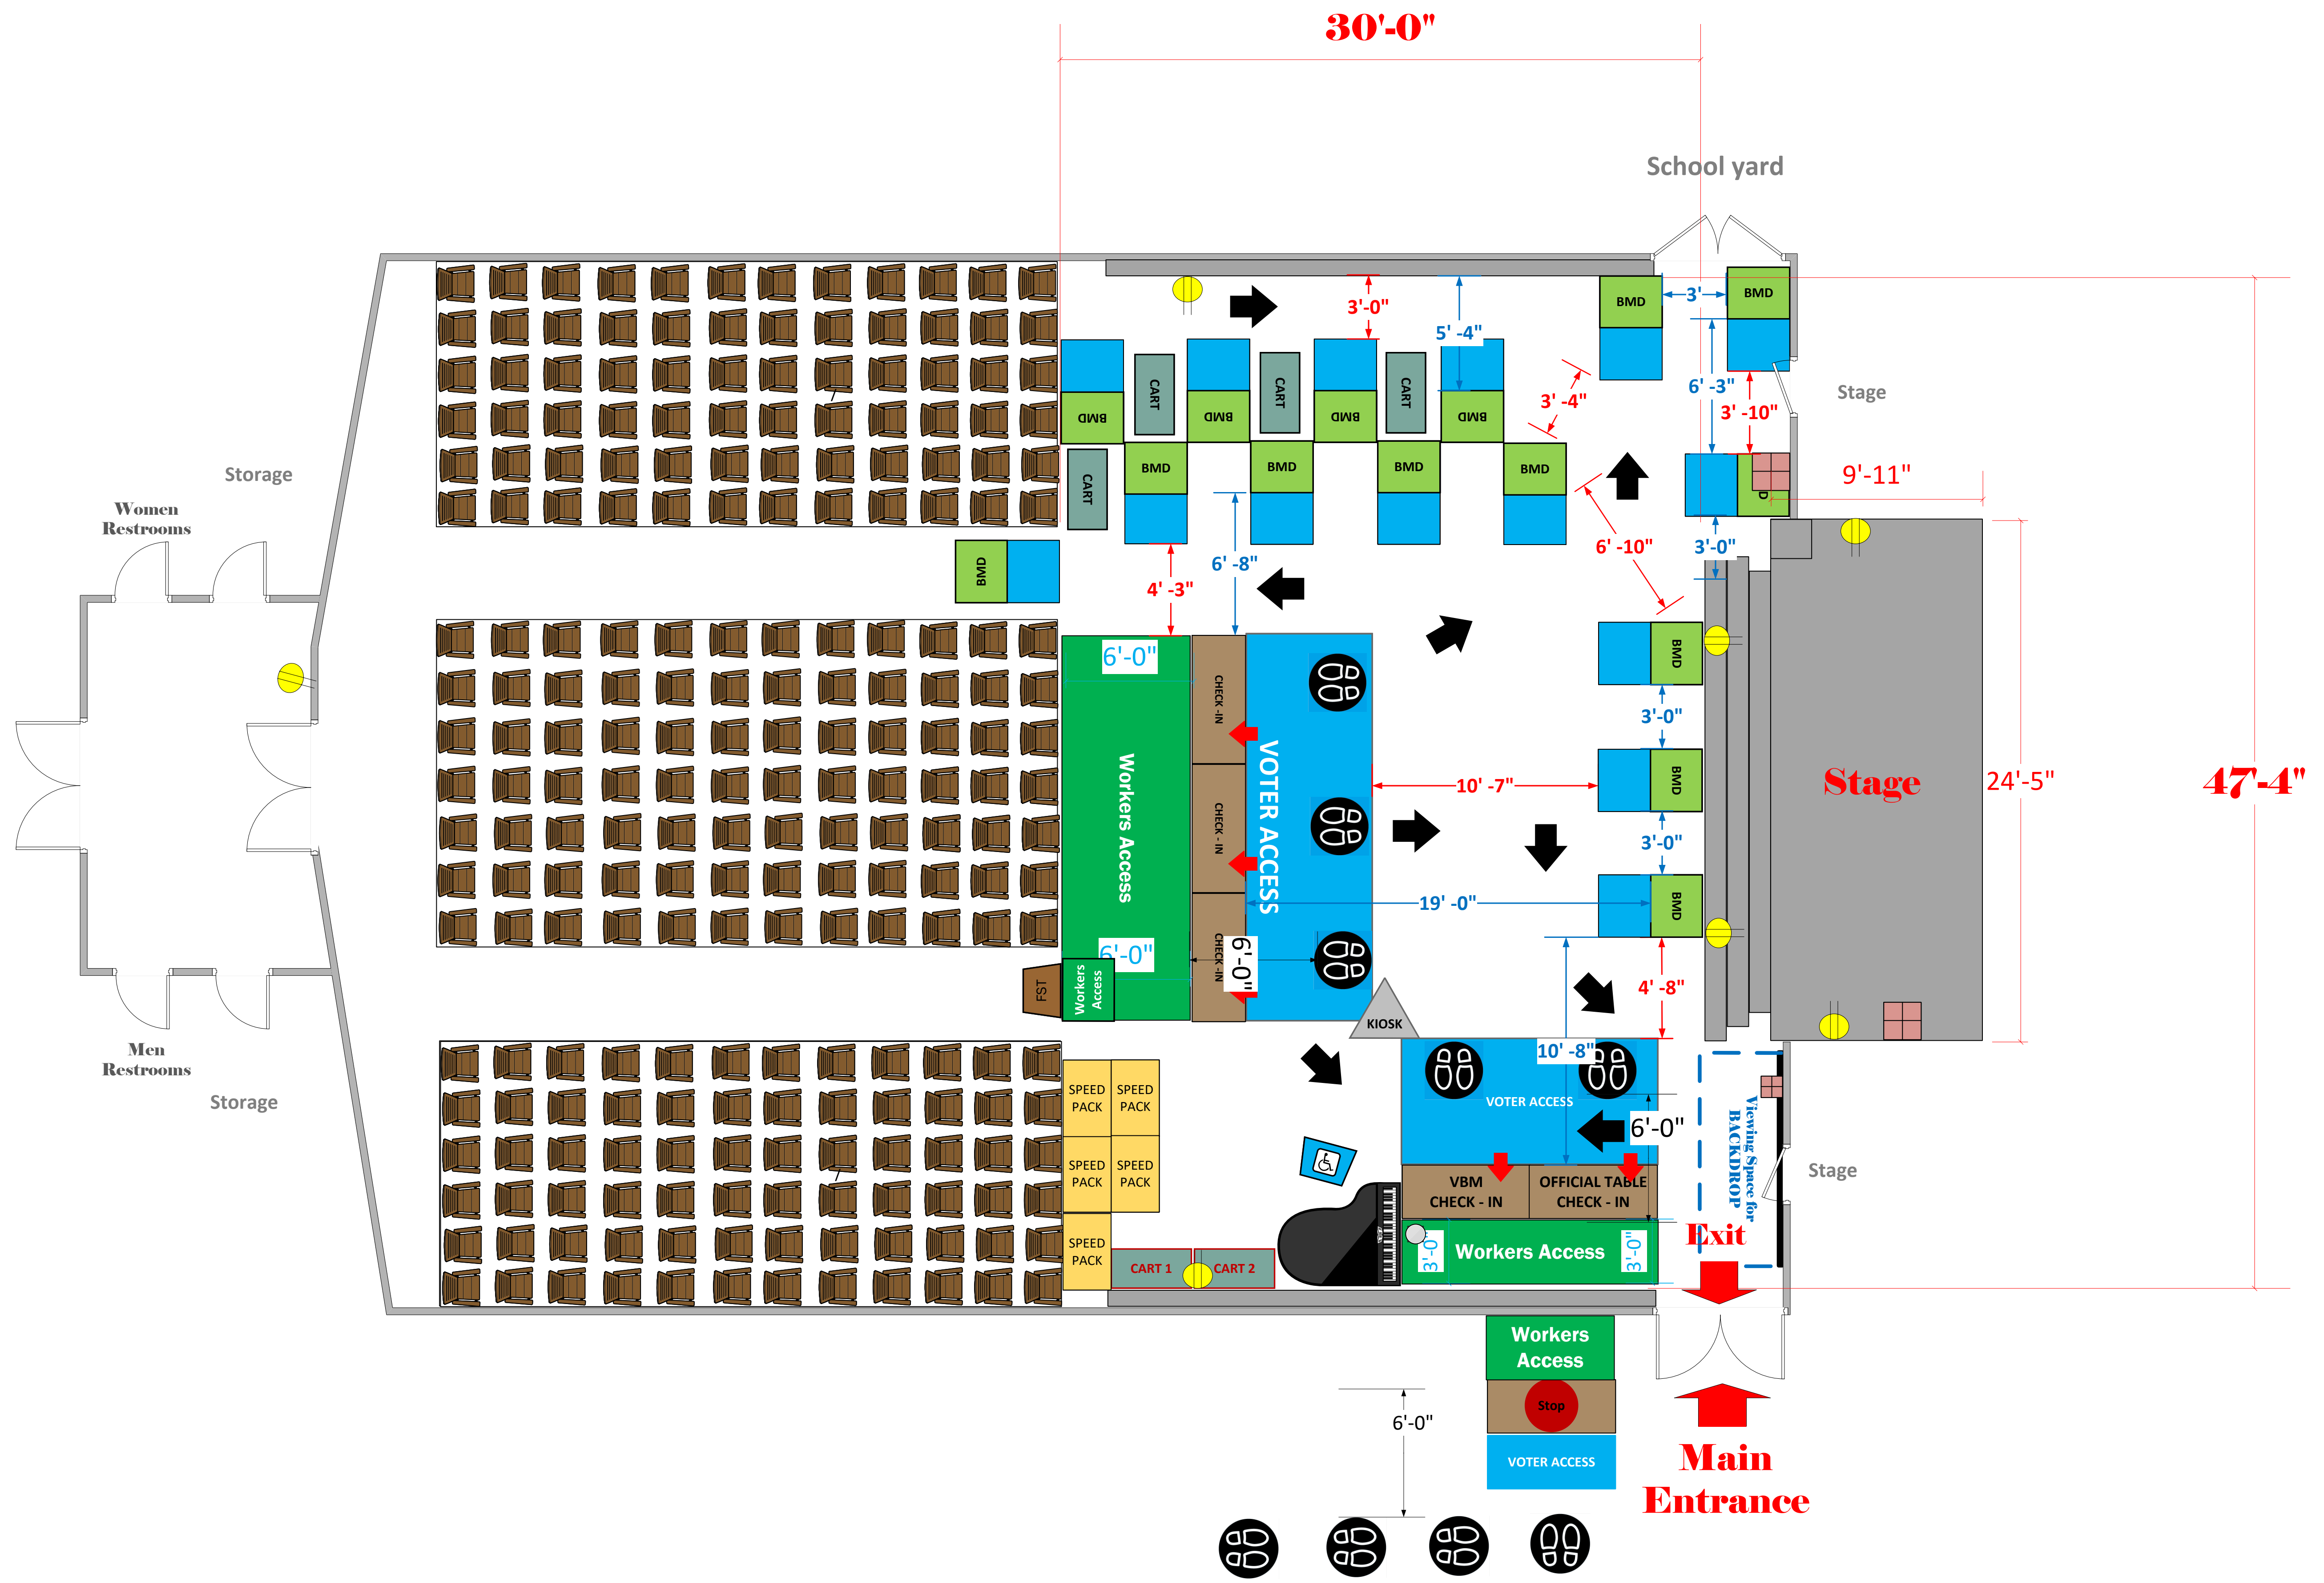 30'-0"
School yard
BMD
3'
BMD
3'-0"
5' -4"
6' -3"
3' -10"
3' -4"
Stage
CART
CART
CART
BMD
BMD
BMD
BMD
CART
BMD
BMD
BMD
BMD
D
9'-11"
Storage
Women
Restrooms
BMD
4' -3"
6' -8"
6' -10"
3'-0"
6'-0"
CHECK -IN
BMD
3'-0"
Workers Access
CHECK - IN
VOTER ACCESS
10' -7"
BMD
Stage
24'-5"
47'-4"
3'-0"
19' -0"
BMD
6'-0"
CHECK -IN
6'-0"
FST
Workers
Access
4' -8"
KIOSK
Men
Restrooms
Storage
10' -8"
SPEED
PACK
SPEED
PACK
VOTER ACCESS
6'-0"
Viewing Space for
BACKDROP
SPEED
PACK
SPEED
PACK
Stage
VBM
CHECK - IN
OFFICIAL TABLE
CHECK - IN
SPEED
PACK
CART 1
CART 2
3'-0"
Workers Access
3'-0"
Exit
Workers
Access
Stop
6'-0"
VOTER ACCESS
Main
Entrance